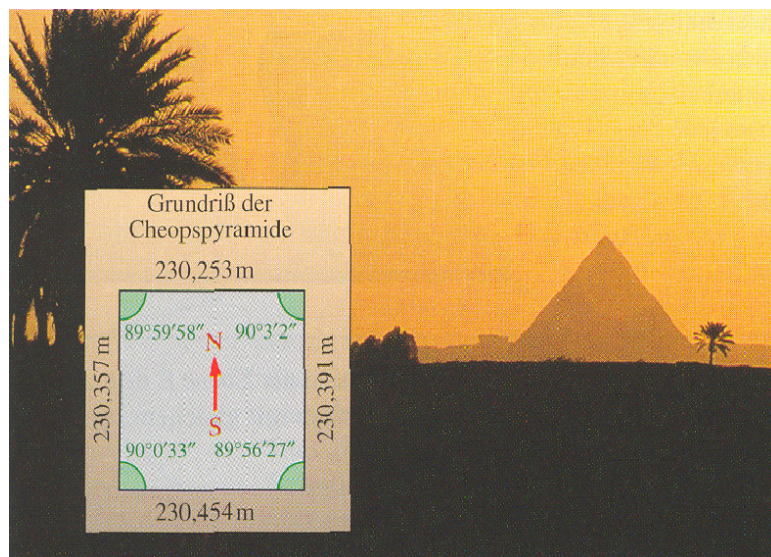 Grundriß der
Cheopspyramide
230,253 m
89°59′58″ 90°3′2″
N
230,357 m
230,391 m
S
90°0′33″ 89°56′27″
230,454 m